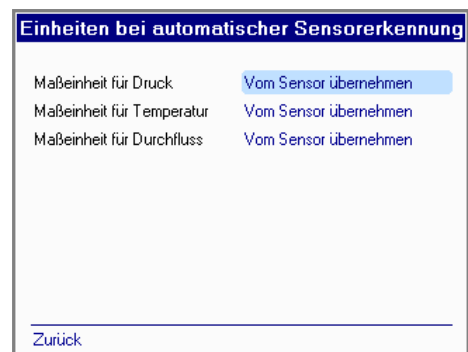 Einheiten bei automatischer Sensorerkennung
Maßeinheit für Druck Vom Sensor übernehmen
Maßeinheit für Temperatur Vom Sensor übernehmen
Maßeinheit für Durchfluss Vom Sensor übernehmen
Zurück